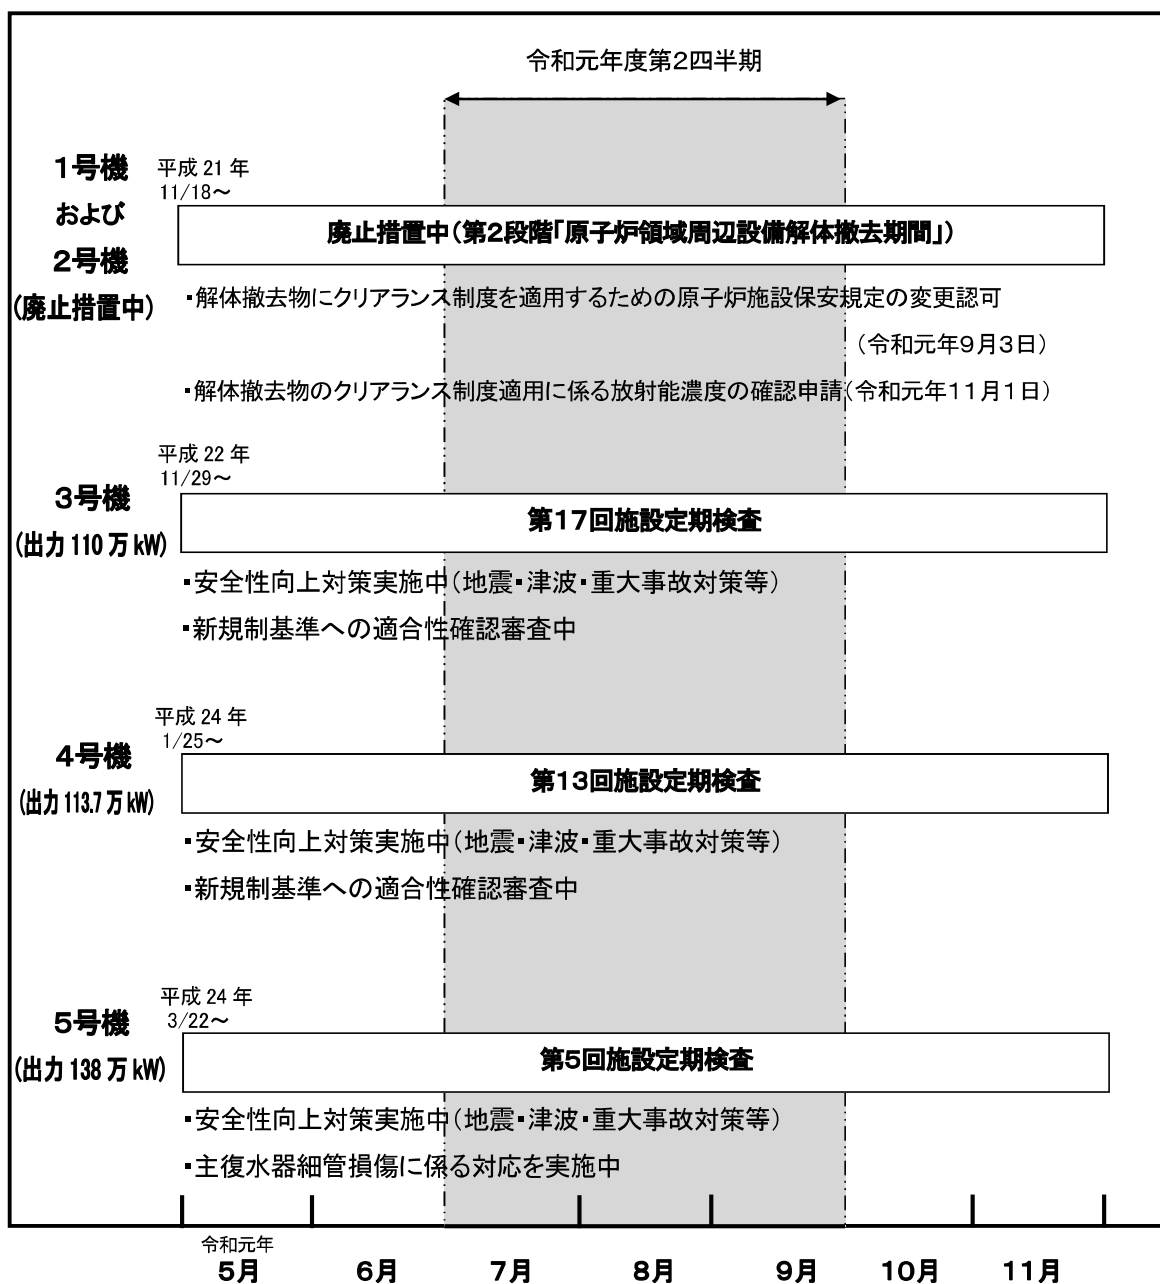 令和元年度第2四半期
1号機
および
2号機
(廃止措置中)
平成 21 年
11/18～
廃止措置中(第2段階「原子炉領域周辺設備解体撤去期間」)
・解体撤去物にクリアランス制度を適用するための原子炉施設保安規定の変更認可
(令和元年9月3日)
・解体撤去物のクリアランス制度適用に係る放射能濃度の確認申請(令和元年11月1日)
3号機
(出力 110 万 kW)
平成 22 年
11/29～
第17回施設定期検査
・安全性向上対策実施中(地震・津波・重大事故対策等)
・新規制基準への適合性確認審査中
4号機
(出力 113.7 万 kW)
平成 24 年
1/25～
第13回施設定期検査
・安全性向上対策実施中(地震・津波・重大事故対策等)
・新規制基準への適合性確認審査中
5号機
(出力 138 万 kW)
平成 24 年
3/22～
第5回施設定期検査
・安全性向上対策実施中(地震・津波・重大事故対策等)
・主復水器細管損傷に係る対応を実施中
令和元年
5月 6月 7月 8月 9月 10月 11月